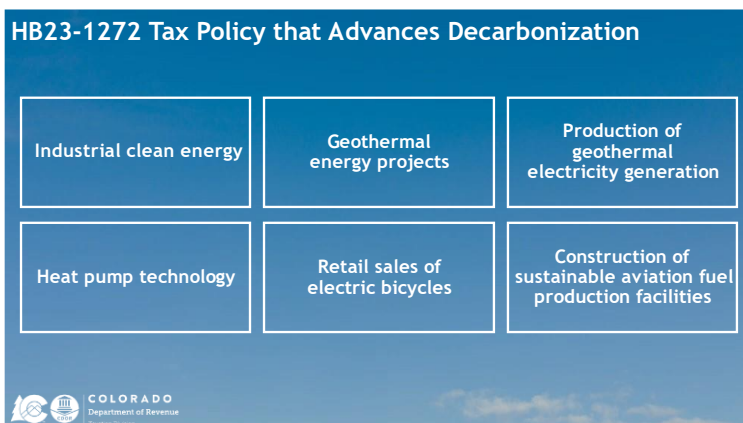 HB23-1272 Tax Policy that Advances Decarbonization
Industrial clean energy
Geothermal
energy projects
Production of
geothermal
electricity generation
Heat pump technology
Retail sales of
electric bicycles
Construction of
sustainable aviation fuel
production facilities
COLORADO
Department of Revenue